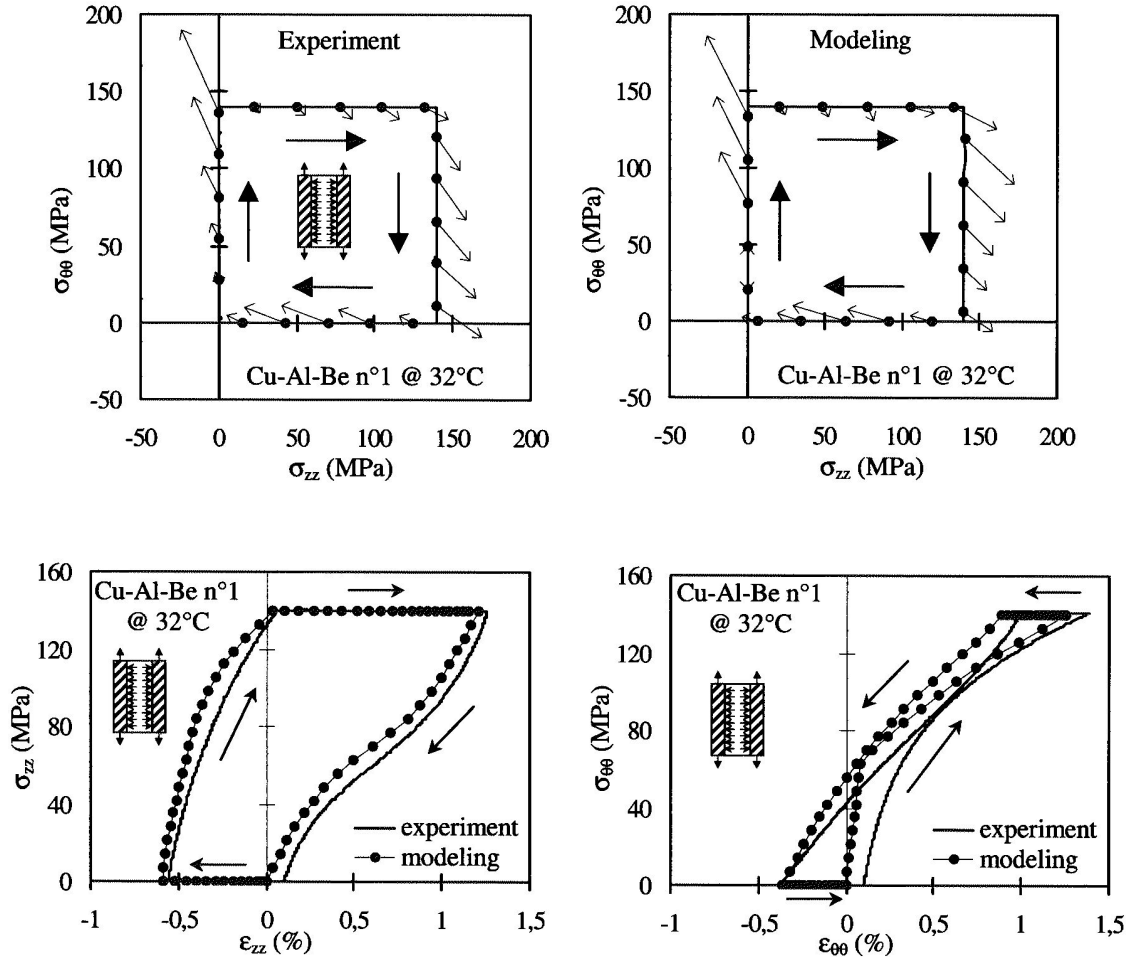 200
Experiment
150
100
50
0
-50
σθθ (MPa)
Cu-Al-Be n°1 @ 32°C
-50 0 50 100 150 200
σzz (MPa)
200
Modeling
150
100
50
0
-50
σθθ (MPa)
Cu-Al-Be n°1 @ 32°C
-50 0 50 100 150 200
σzz (MPa)
160
Cu-Al-Be n°1
@ 32°C
120
80
40
0
σzz (MPa)
experiment
modeling
-1 -0,5 0 0,5 1 1,5
εzz (%)
160
Cu-Al-Be n°1
@ 32°C
120
80
40
0
σθθ (MPa)
experiment
modeling
-1 -0,5 0 0,5 1 1,5
εθθ (%)